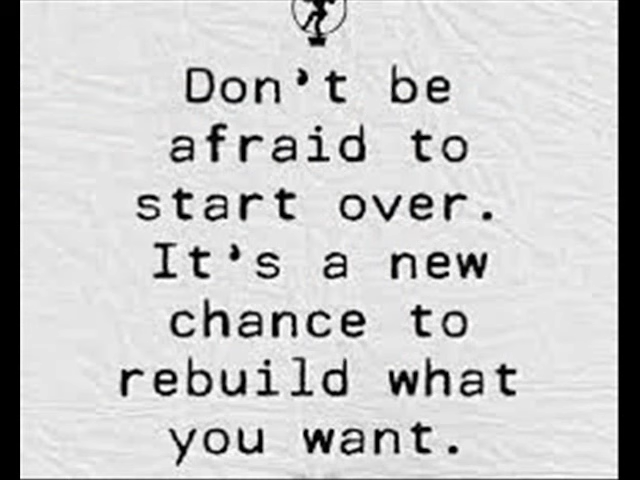 Don't be
afraid to
start over.
It's a new
chance to
rebuild what
you want.